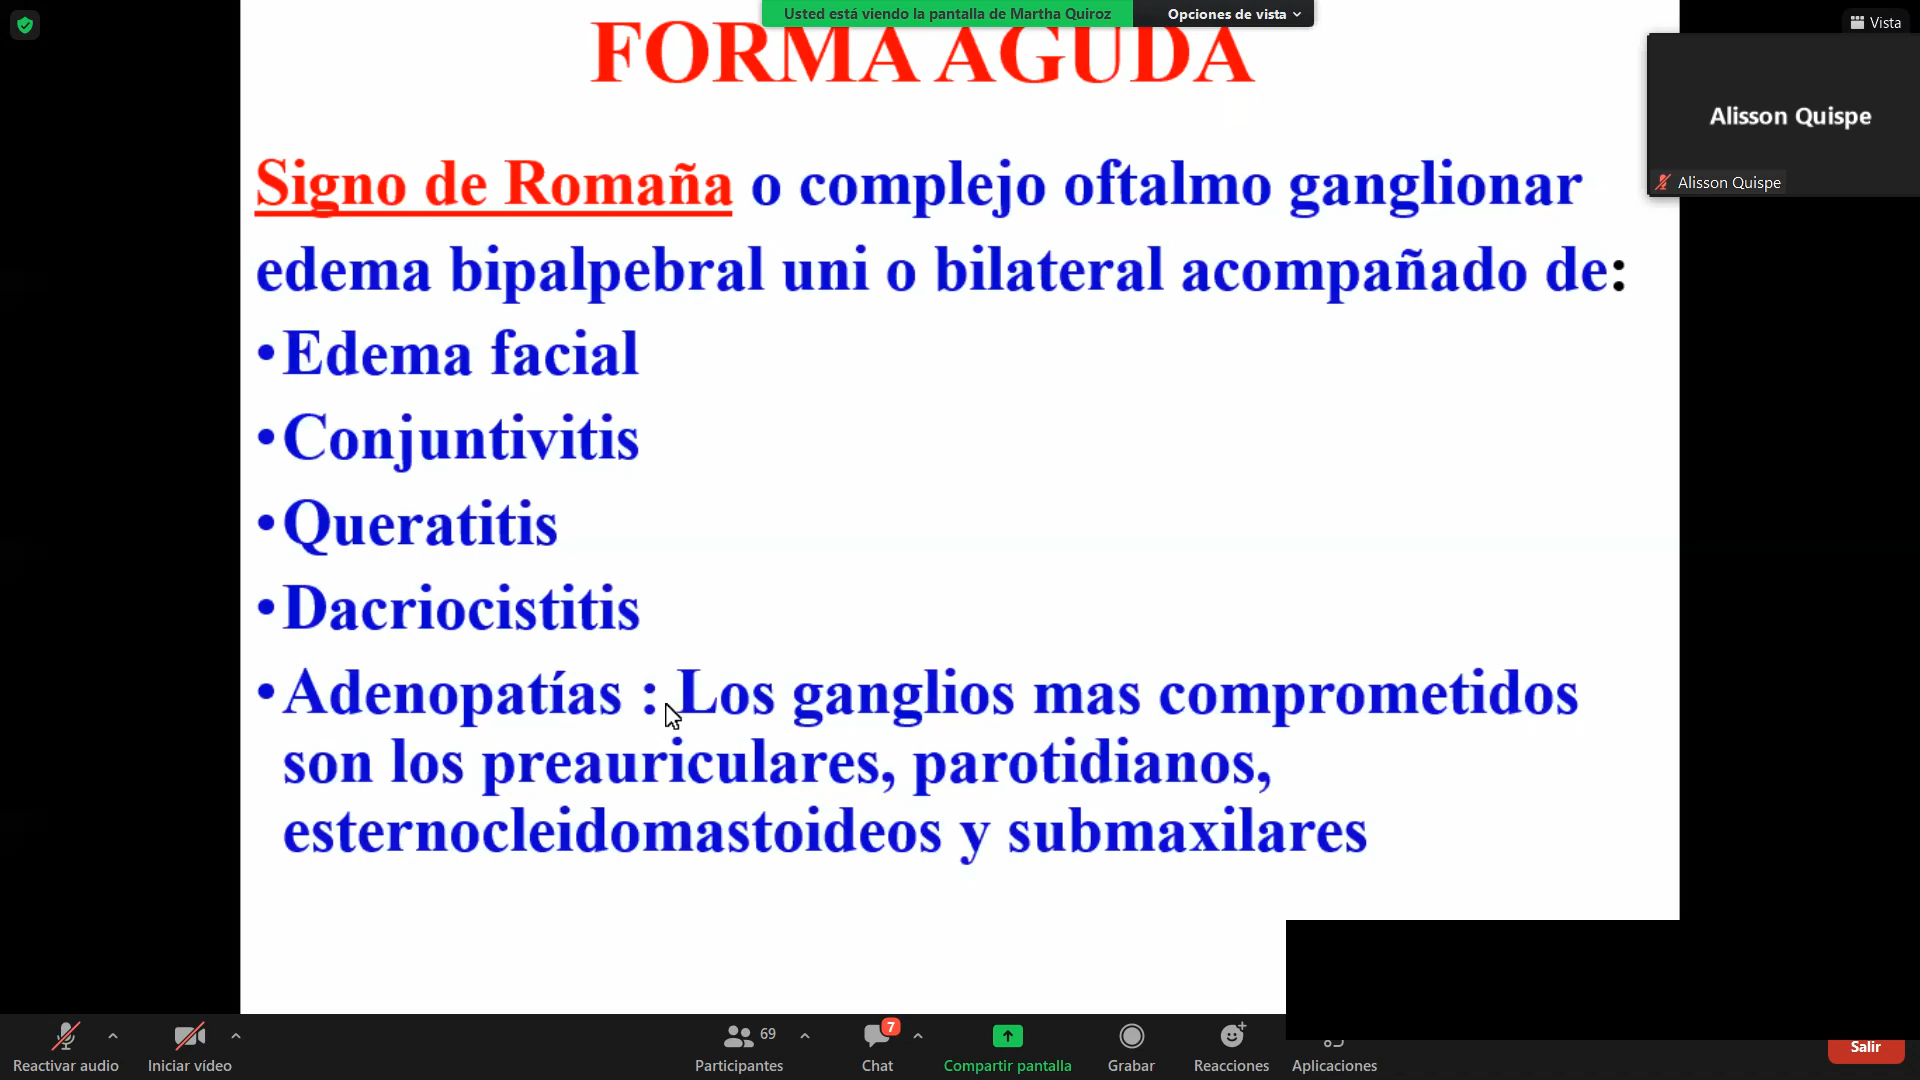 Usted está viendo la pantalla de Martha Quiroz
Opciones de vista
Vista
FORMA AGUDA
Alisson Quispe
Alisson Quispe
Signo de Romaña o complejo oftalmo ganglionar
edema bipalpebral uni o bilateral acompañado de:
•Edema facial
•Conjuntivitis
•Queratitis
•Dacriocistitis
•Adenopatías : Los ganglios mas comprometidos
son los preauriculares, parotidianos,
esternocleidomastoideos y submaxilares
69
7
Reactivar audio
Iniciar vídeo
Participantes
Chat
Compartir pantalla
Grabar
Reacciones
Aplicaciones
Salir